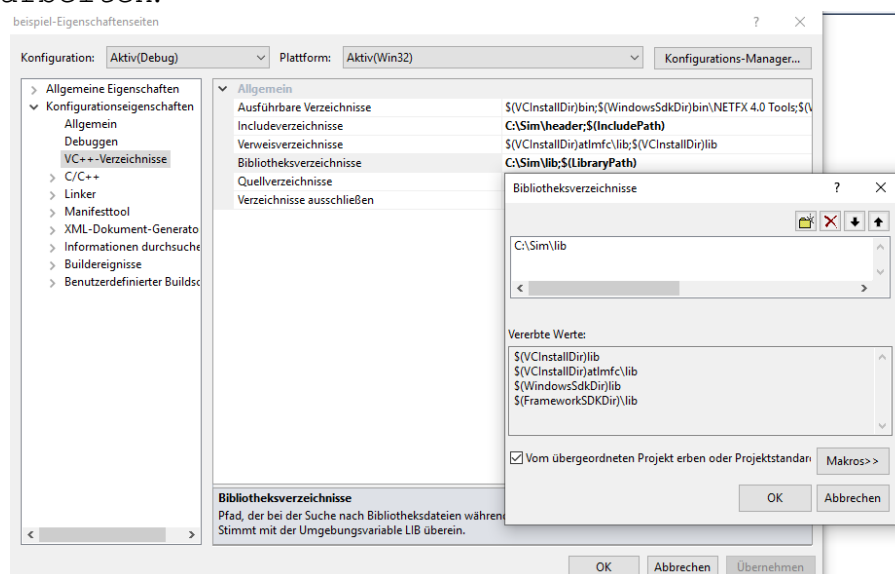 arbeiten.
beispiel-Eigenschaftenseiten
?
Konfiguration: Aktiv(Debug) Plattform: Aktiv(Win32) Konfigurations-Manager...
Allgemeine Eigenschaften
Konfigurationseigenschaften
Allgemein
Debuggen
VC++-Verzeichnisse
C/C++
Linker
Manifesttool
XML-Dokument-Generato
Informationen durchsuche
Buildereignisse
Benutzerdefinierter Buildsc
Allgemein
Ausführbare Verzeichnisse $(VCInstallDir)bin;$(WindowsSdkDir)bin\NETFX 4.0 Tools;$(V
Includeverzeichnisse C:\Sim\header;$(IncludePath)
Verweisverzeichnisse $(VCInstallDir)atlmfc\lib;$(VCInstallDir)lib
Bibliotheksverzeichnisse C:\Sim\lib;$(LibraryPath)
Quellverzeichnisse
Verzeichnisse ausschließen
Bibliotheksverzeichnisse
Pfad, der bei der Suche nach Bibliotheksdateien während
Stimmt mit der Umgebungsvariable LIB überein.
OK Abbrechen Übernehmen
Bibliotheksverzeichnisse ?
C:\Sim\lib
Vererbte Werte:
$(VCInstallDir)lib
$(VCInstallDir)atlmfc\lib
$(WindowsSdkDir)lib
$(FrameworkSDKDir)\lib
Vom übergeordneten Projekt erben oder Projektstandar
Makros>>
OK Abbrechen